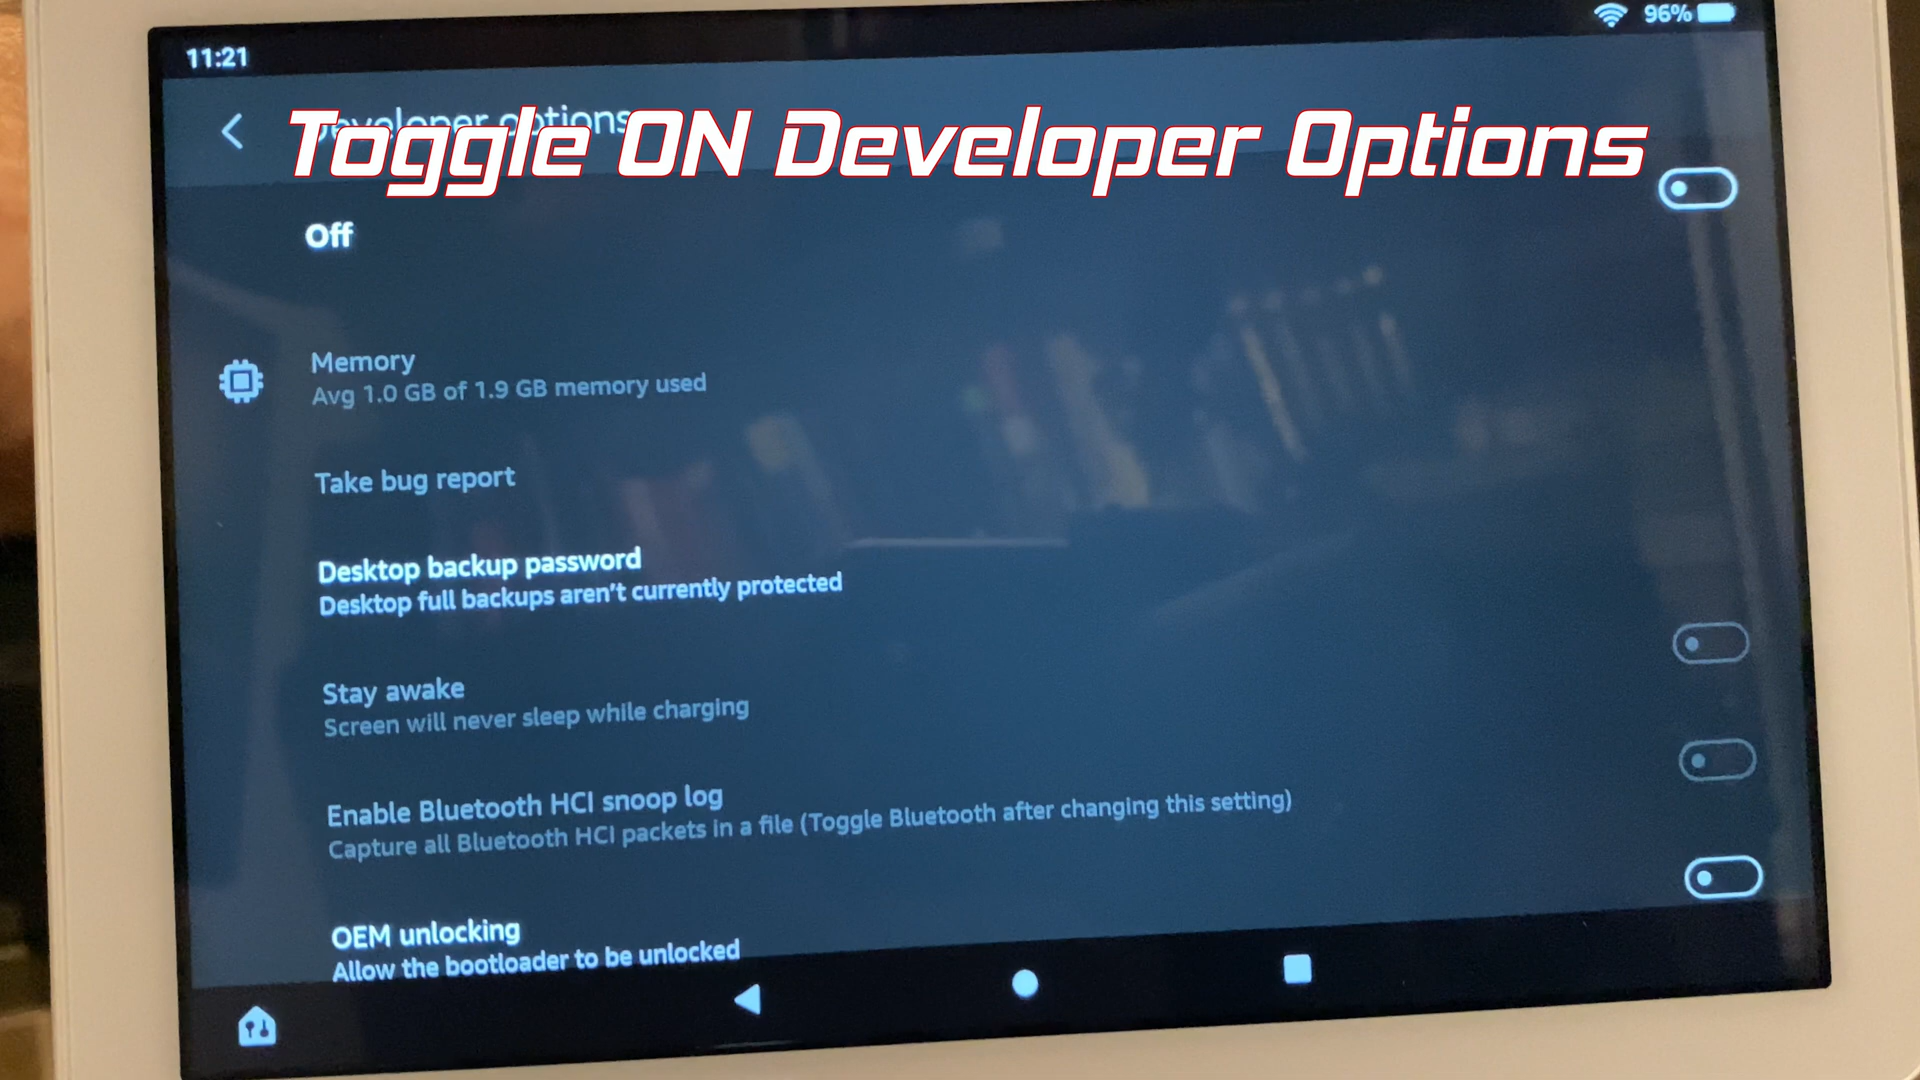 11:21
96%
Developer options
Toggle ON Developer Options
Off
Memory
Avg 1.0 GB of 1.9 GB memory used
Take bug report
Desktop backup password
Desktop full backups aren't currently protected
Stay awake
Screen will never sleep while charging
Enable Bluetooth HCI snoop log
Capture all Bluetooth HCI packets in a file (Toggle Bluetooth after changing this setting)
OEM unlocking
Allow the bootloader to be unlocked